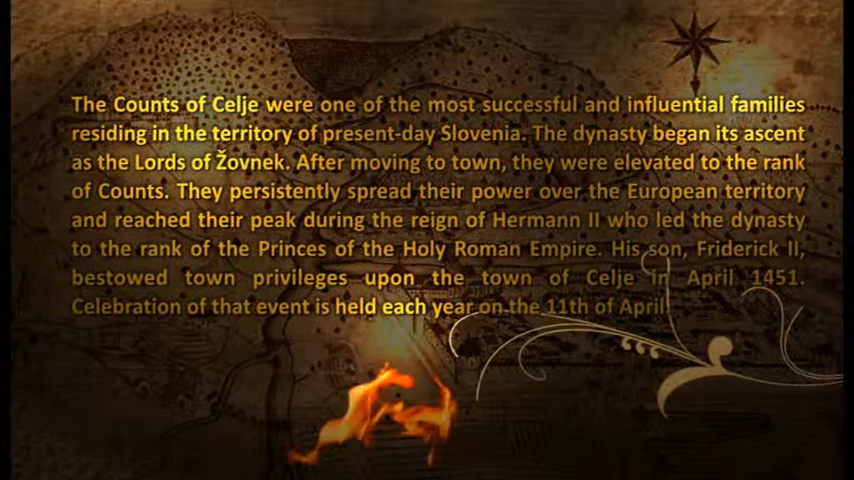 The Counts of Celje were one of the most successful and influential families
residing in the territory of present-day Slovenia. The dynasty began its ascent
as the Lords of Žovnek. After moving to town, they were elevated to the rank
of Counts. They persistently spread their power over the European territory
and reached their peak during the reign of Hermann II who led the dynasty
to the rank of the Princes of the Holy Roman Empire. His son, Friderick II,
bestowed town privileges upon the town of Celje in April 1451.
Celebration of that event is held each year on the 11th of April.